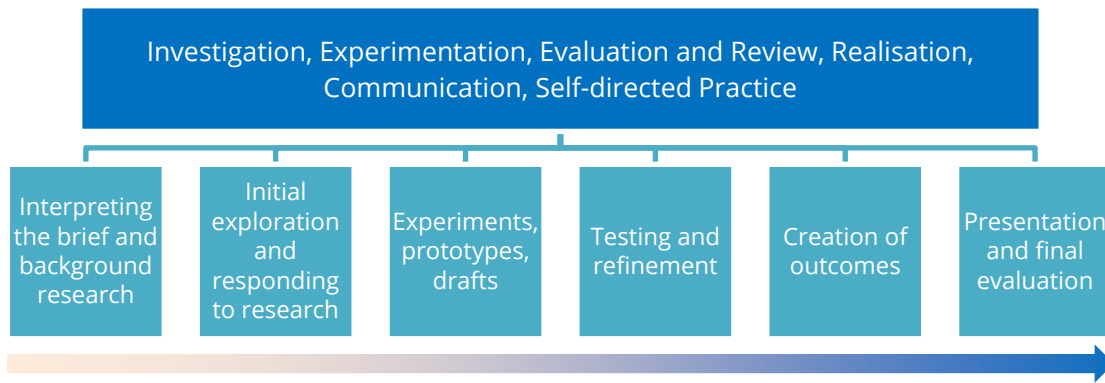 Investigation, Experimentation, Evaluation and Review, Realisation,
Communication, Self-directed Practice
Interpreting
the brief and
background
research
Initial
exploration
and
responding
to research
Experiments,
prototypes,
drafts
Testing and
refinement
Creation of
outcomes
Presentation
and final
evaluation